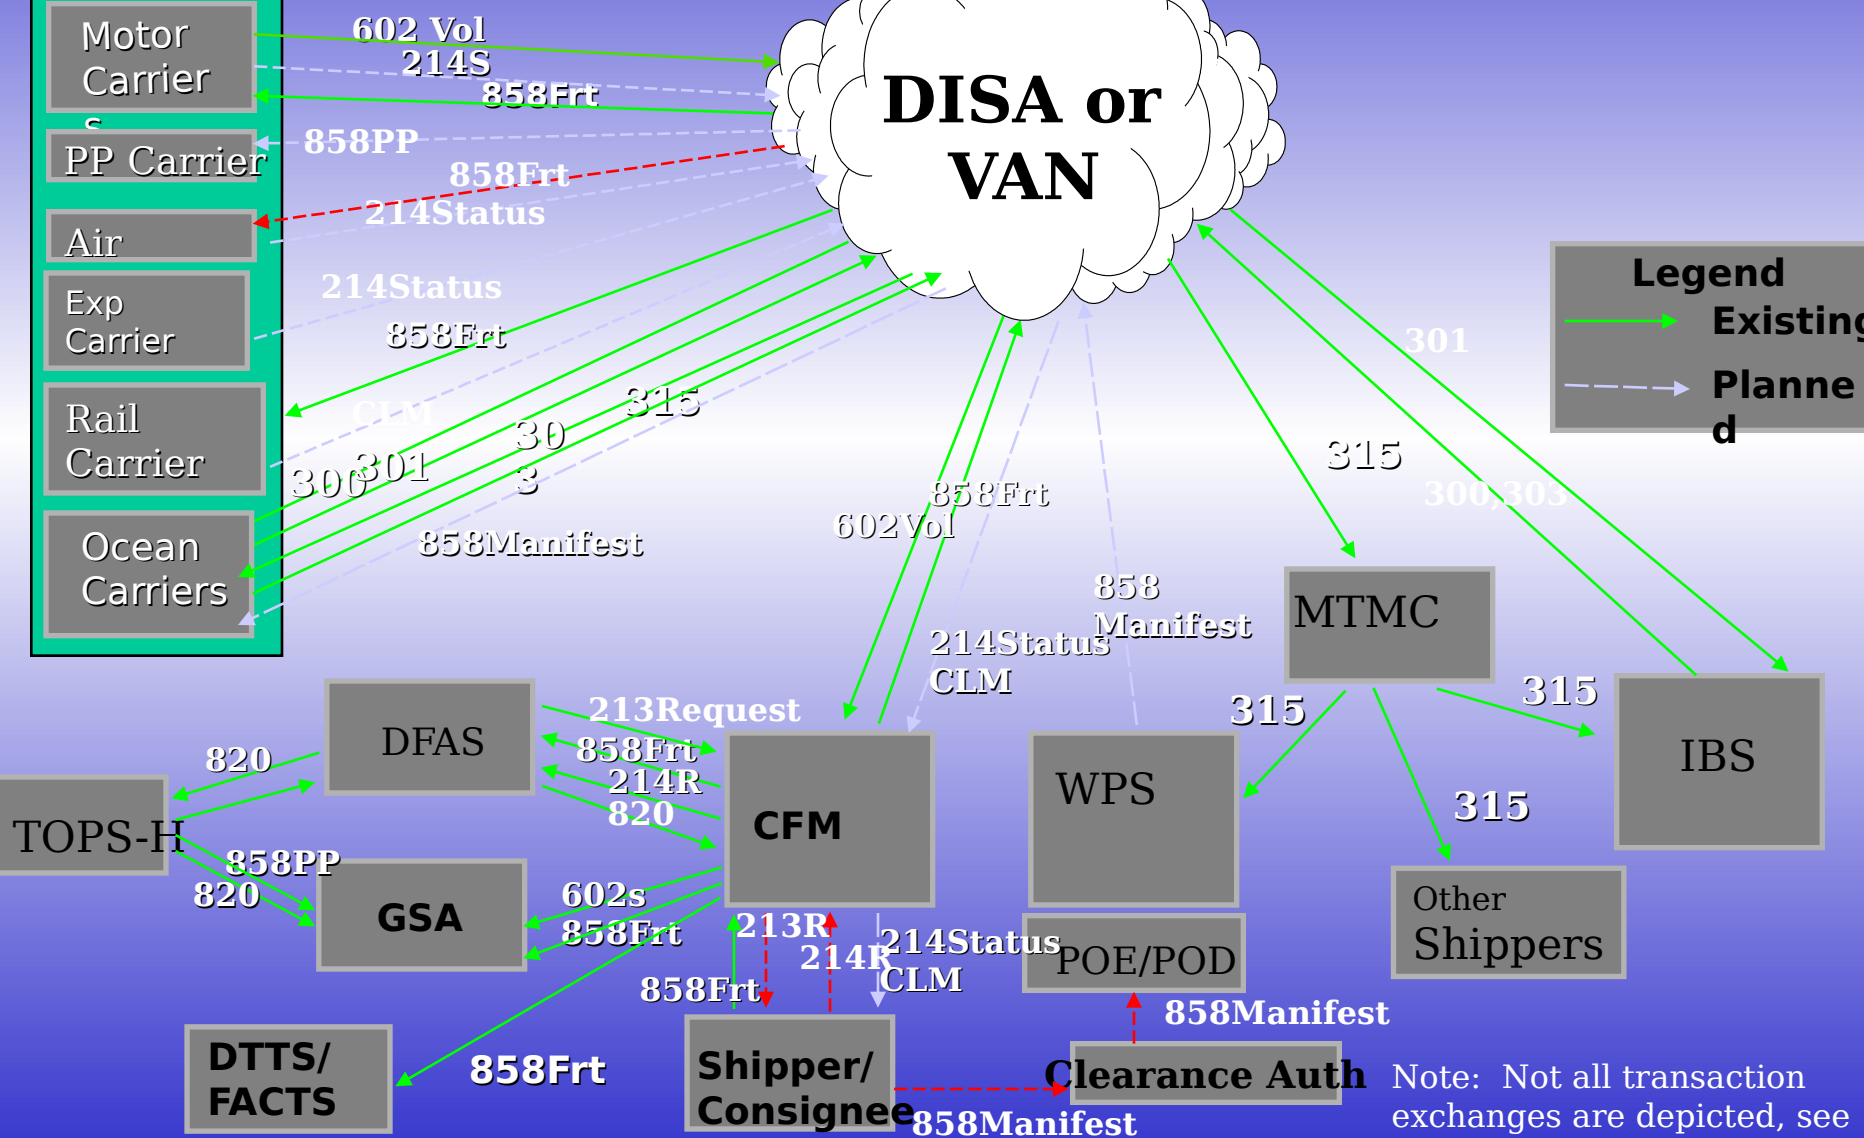 Motor
Carrier
s
PP Carrier
Air
Exp
Carrier
Rail
Carrier
Ocean
Carriers
602 Vol
214S
858Frt
858PP
858Frt
214Status
214Status
858Frt
CLM
315
30
3
301
300
858Manifest
DISA or
VAN
Legend
Existing
Planne
d
301
315
300,303
858Frt
602Vol
858
Manifest
214Status
CLM
MTMC
315
315
315
IBS
DFAS
213Request
858Frt
214R
820
820
TOPS-H
CFM
WPS
858PP
820
GSA
602s
858Frt
213R
214R
214Status
CLM
858Frt
POE/POD
Other
Shippers
858Manifest
DTTS/
FACTS
858Frt
Shipper/
Consignee
Clearance Auth
858Manifest
Note:  Not all transaction
exchanges are depicted, see